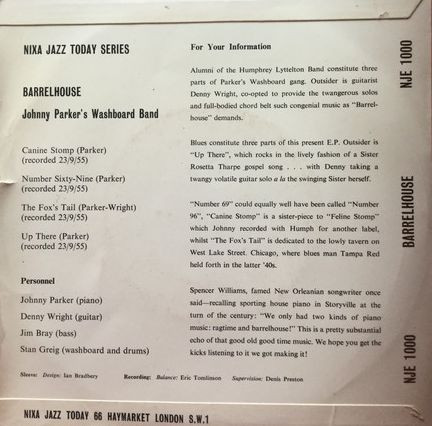 NIXA JAZZ TODAY SERIES
BARRELHOUSE
Johnny Parker's Washboard Band
Canine Stomp (Parker)
(recorded 23/9/55)
Number Sixty-Nine (Parker)
(recorded 23/9/55)
The Fox's Tail (Parker-Wright)
(recorded 23/9/55)
Up There (Parker)
(recorded 23/9/55)
Personnel
Johnny Parker (piano)
Denny Wright (guitar)
Jim Bray (bass)
Stan Greig (washboard and drums)
For Your Information
Alumni of the Humphrey Lyttelton Band constitute three
parts of Parker's Washboard gang. Outsider is guitarist
Denny Wright, co-opted to provide the twangerous solos
and full-bodied chord belt such congenial music as "Barrel-
house" demands.
Blues constitute three parts of this present E.P. Outsider is
"Up There", which rocks in the lively fashion of a Sister
Rosetta Tharpe gospel song . . . with Denny taking a
twangy volatile guitar solo a la the swinging Sister herself.
"Number 69" could equally well have been called "Number
96", "Canine Stomp" is a sister-piece to "Feline Stomp"
which Johnny recorded with Humph for another label,
whilst "The Fox's Tail" is dedicated to the lowly tavern on
West Lake Street. Chicago, where blues man Tampa Red
held forth in the latter '40s.
Spencer Williams, famed New Orleanian songwriter once
said—recalling sporting house piano in Storyville at the
turn of the century: "We only had two kinds of piano
music: ragtime and barrelhouse!" This is a pretty substantial
echo of that good old good time music. We hope you get the
kicks listening to it we got making it!
Sleeve: Design: Ian Bradbery Recording: Balance: Eric Tomlinson Supervision: Denis Preston
NIXA JAZZ TODAY 66 HAYMARKET LONDON S.W.1
NJE 1000
BARRELHOUSE
NJE 1000